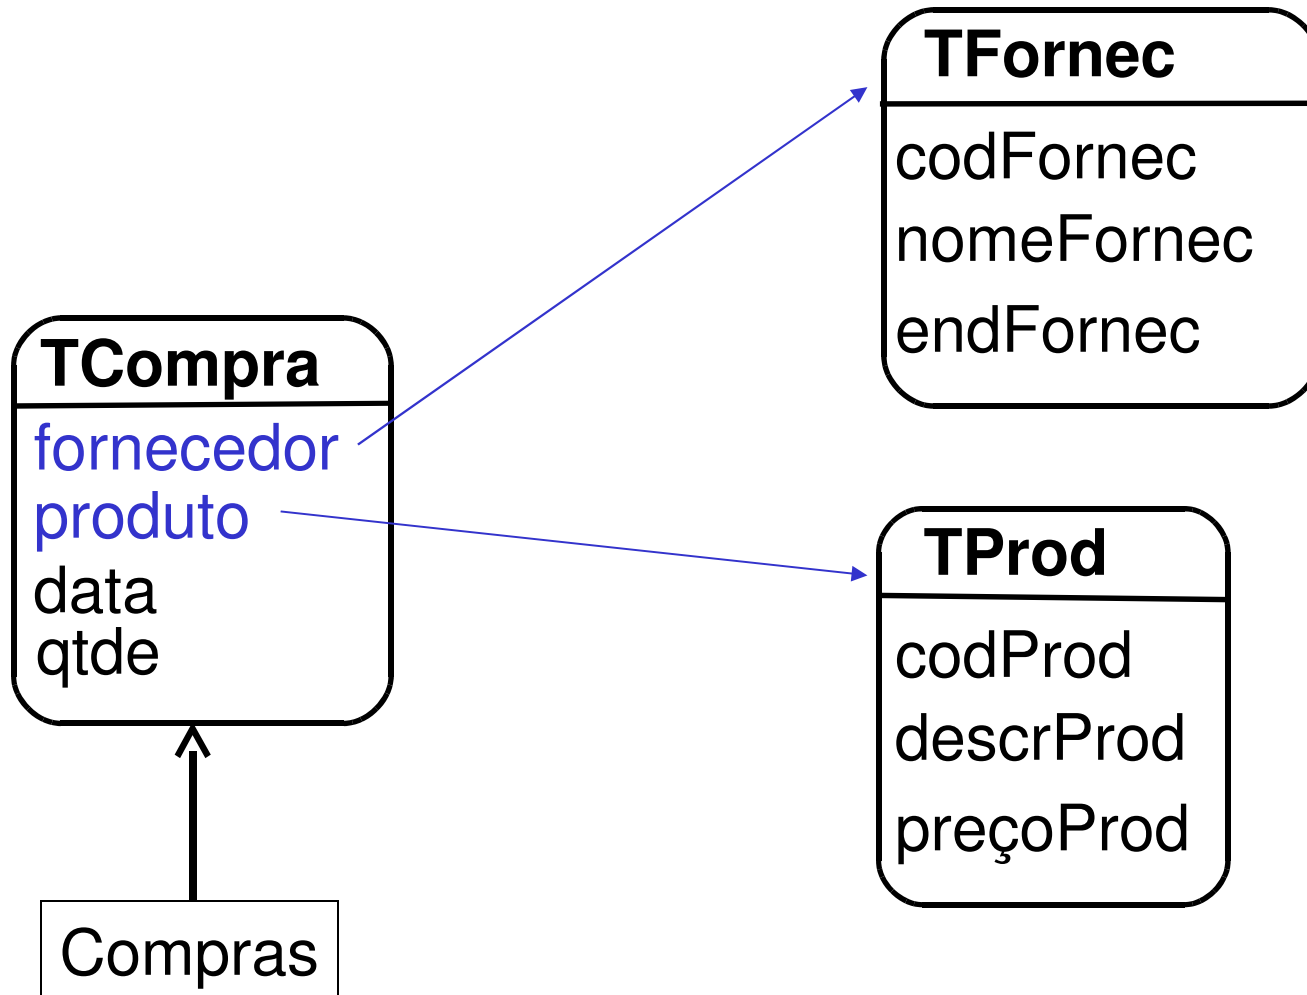 TFornec
codFornec
nomeFornec
endFornec
TCompra
fornecedor
produto
data
qtde
TProd
codProd
descrProd
preçoProd
Compras